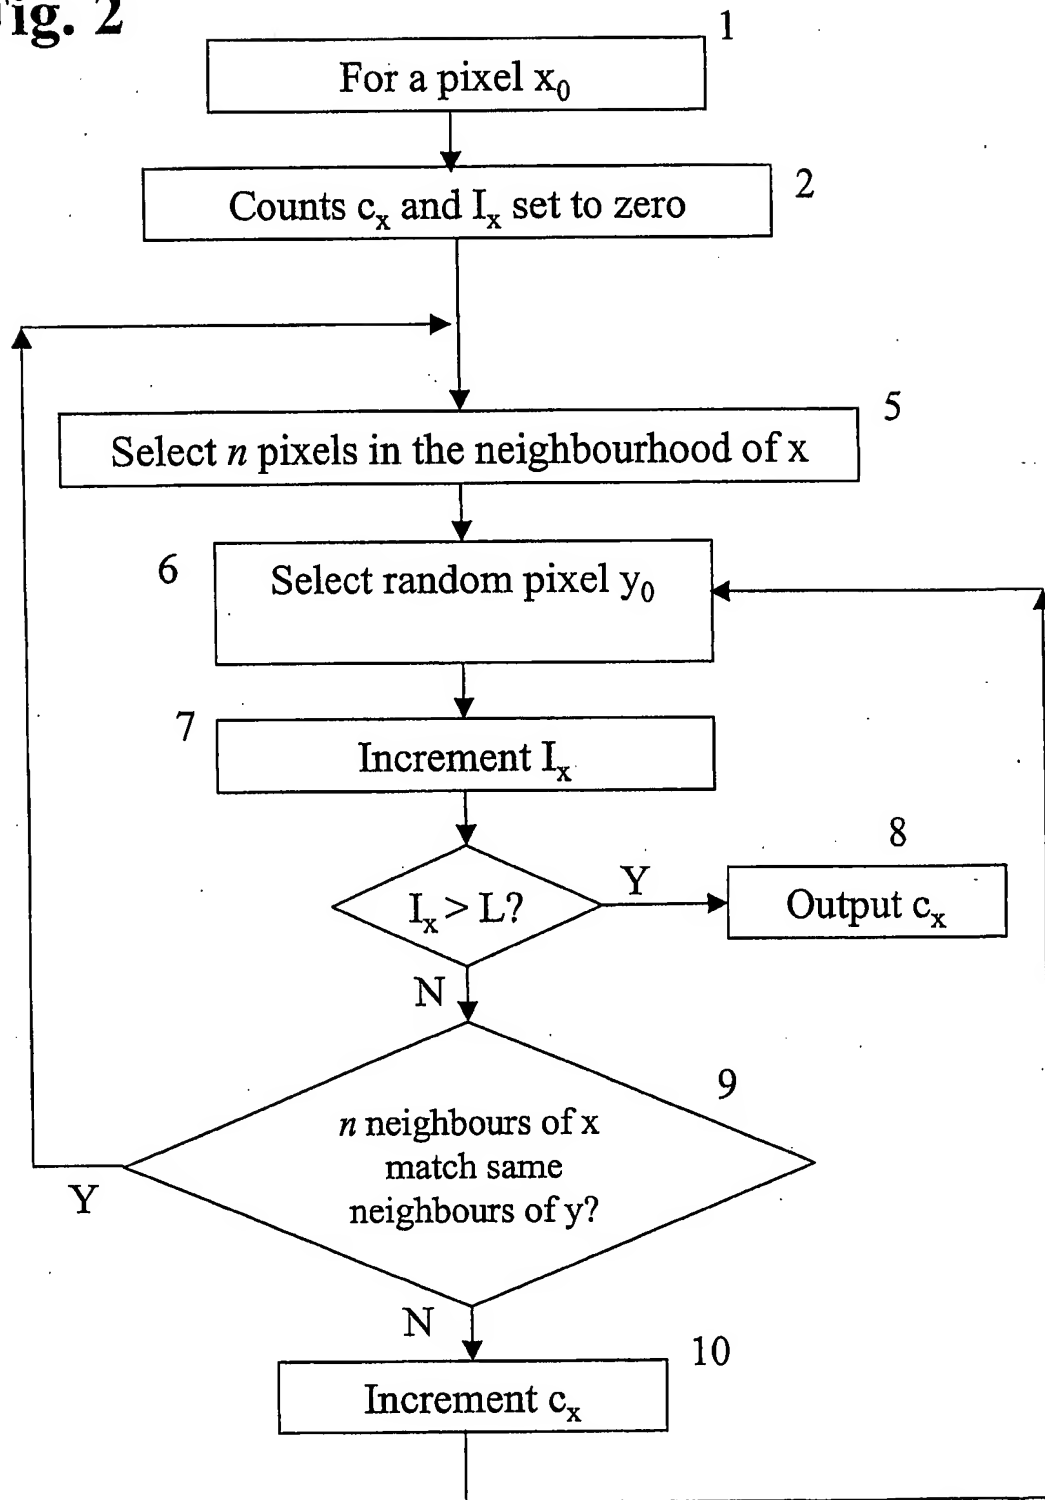 Fig. 2
1
For a pixel x₀
2
Counts cₓ and Iₓ set to zero
5
Select n pixels in the neighbourhood of x
6
Select random pixel y₀
7
Increment Iₓ
8
Iₓ > L?
Y
Output cₓ
N
9
n neighbours of x
match same
neighbours of y?
Y
N
10
Increment cₓ